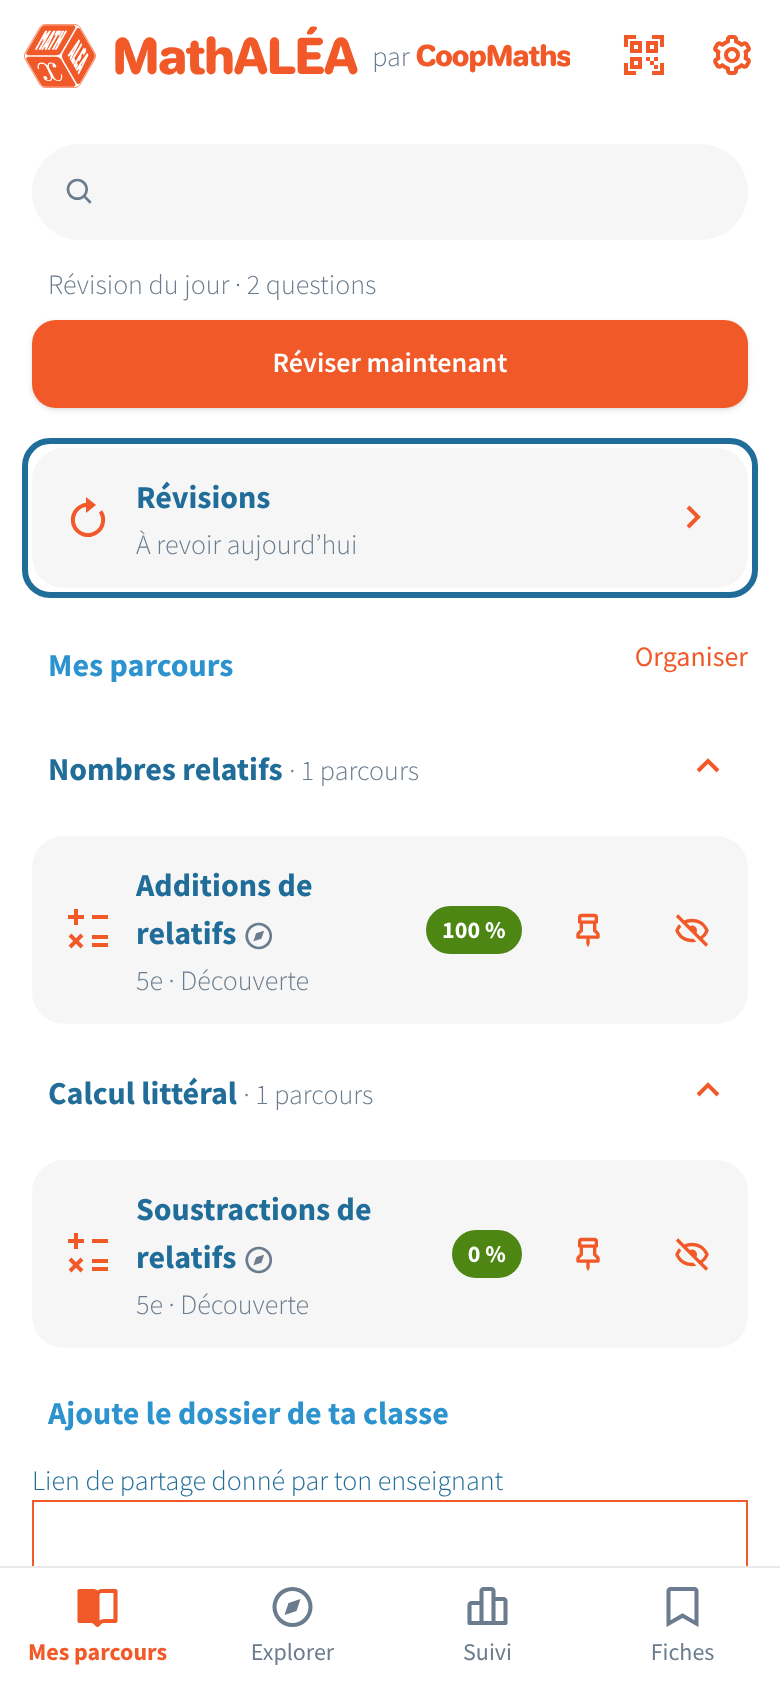 MATH
ALEA
MathALÉA par CoopMaths
Révision du jour · 2 questions
Réviser maintenant
Révisions
À revoir aujourd’hui
Mes parcours
Organiser
Nombres relatifs · 1 parcours
Additions de
relatifs
100 %
5e · Découverte
Calcul littéral · 1 parcours
Soustractions de
relatifs
0 %
5e · Découverte
Ajoute le dossier de ta classe
Lien de partage donné par ton enseignant
Mes parcours
Explorer
Suivi
Fiches